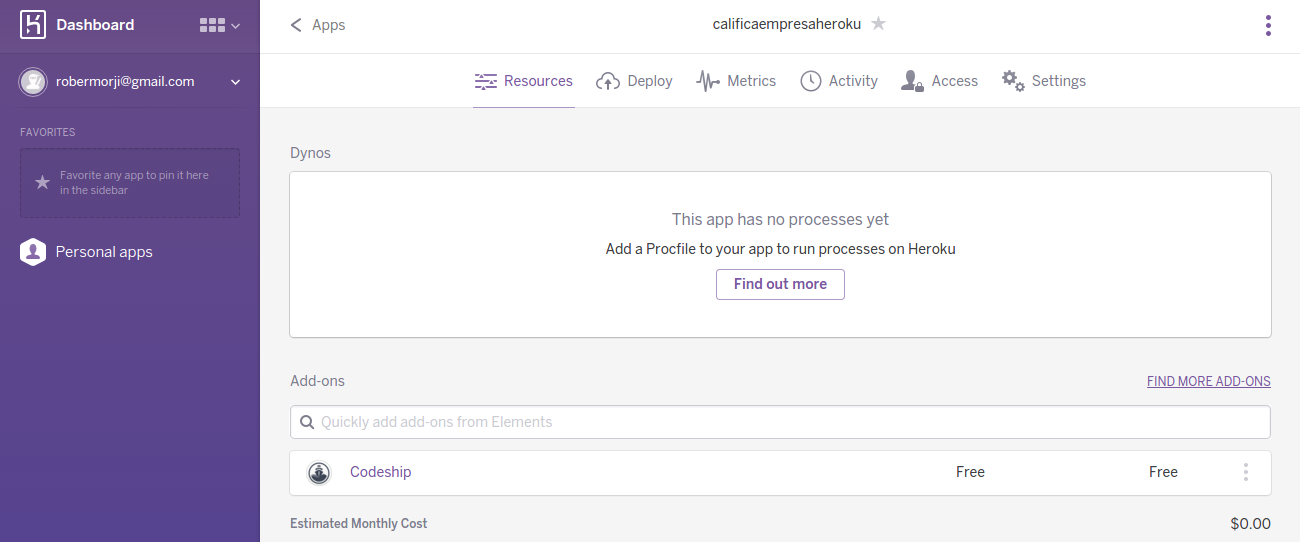 Dashboard
Apps
calificaempresaheroku
robermorji@gmail.com
Resources
Deploy
Metrics
Activity
Access
Settings
FAVORITES
Favorite any app to pin it here
in the sidebar
Personal apps
Dynos
This app has no processes yet
Add a Procfile to your app to run processes on Heroku
Find out more
Add-ons
FIND MORE ADD-ONS
Quickly add add-ons from Elements
Codeship
Free
Free
Estimated Monthly Cost
$0.00